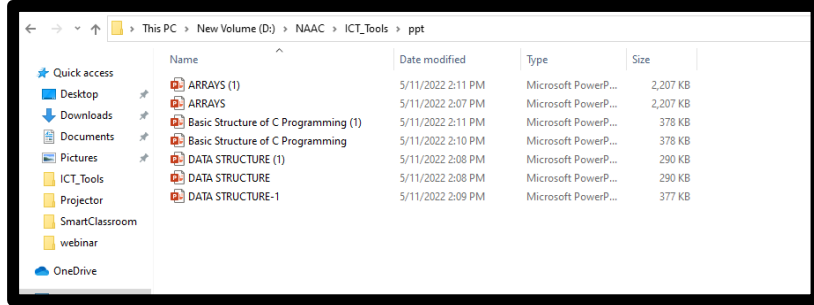 This PC > New Volume (D:) > NAAC > ICT_Tools > ppt
Name Date modified Type Size
Quick access
Desktop
Downloads
Documents
Pictures
ICT_Tools
Projector
SmartClassroom
webinar
OneDrive
ARRAYS (1) 5/11/2022 2:11 PM Microsoft PowerP... 2,207 KB
ARRAYS 5/11/2022 2:07 PM Microsoft PowerP... 2,207 KB
Basic Structure of C Programming (1) 5/11/2022 2:11 PM Microsoft PowerP... 378 KB
Basic Structure of C Programming 5/11/2022 2:10 PM Microsoft PowerP... 378 KB
DATA STRUCTURE (1) 5/11/2022 2:08 PM Microsoft PowerP... 290 KB
DATA STRUCTURE 5/11/2022 2:08 PM Microsoft PowerP... 290 KB
DATA STRUCTURE-1 5/11/2022 2:09 PM Microsoft PowerP... 377 KB